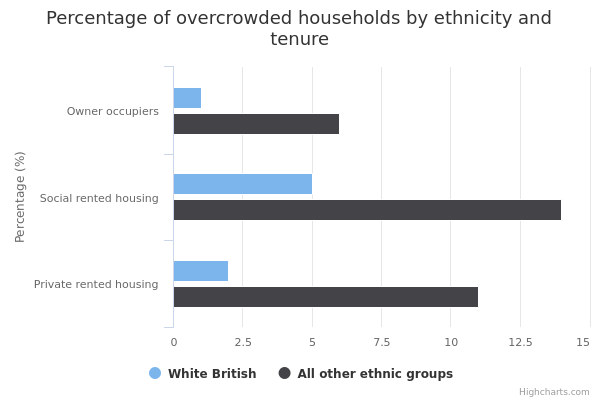 Percentage of overcrowded households by ethnicity and
tenure
Percentage (%)
Owner occupiers
Social rented housing
Private rented housing
0 2.5 5 7.5 10 12.5 15
White British All other ethnic groups
Highcharts.com